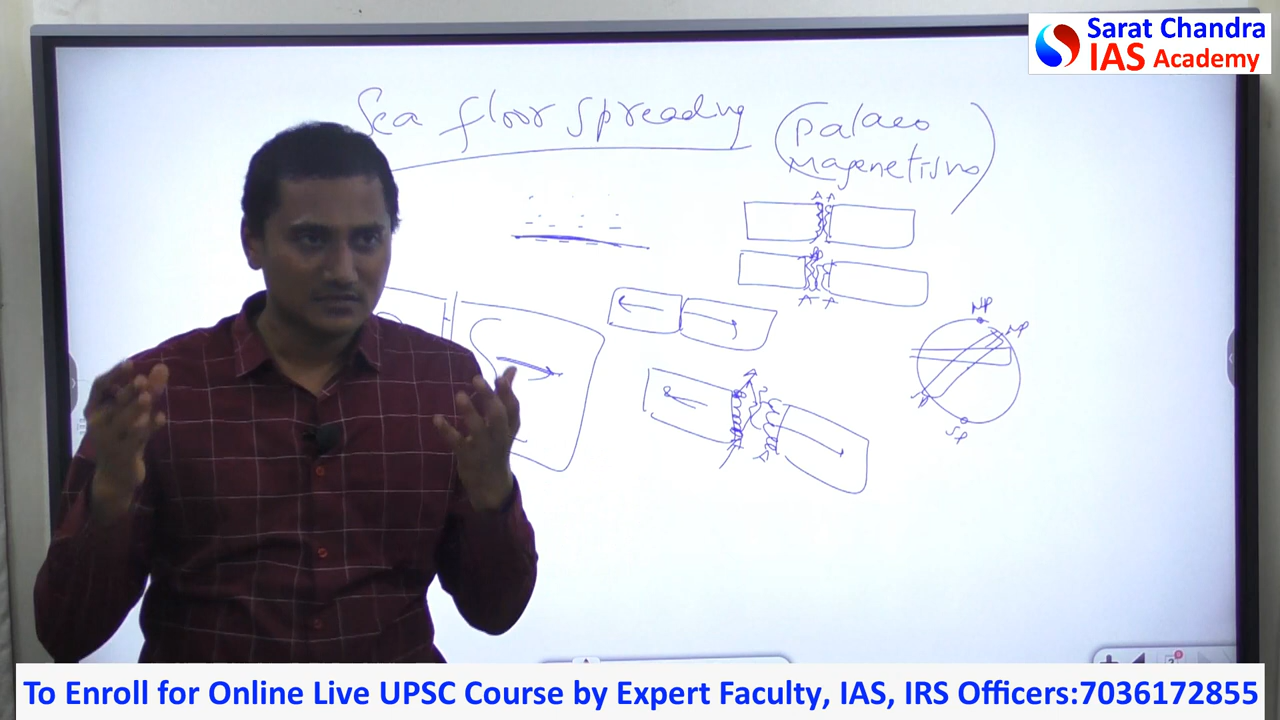 Sarat Chandra
IAS Academy
Sea floor spreading
(palaeo
magenetism)
A A
A A
NP
NP
SP
To Enroll for Online Live UPSC Course by Expert Faculty, IAS, IRS Officers:7036172855